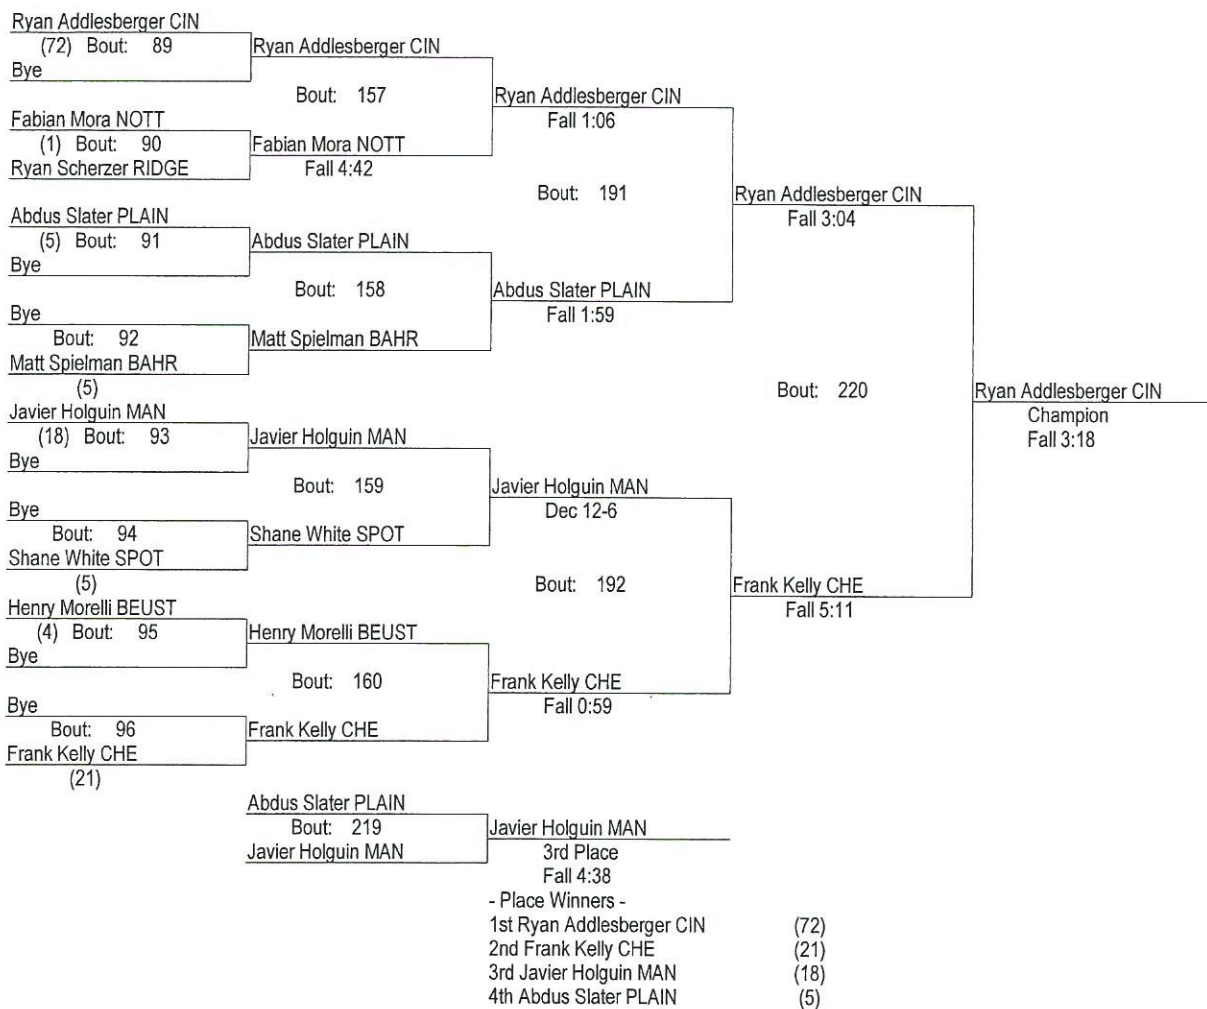 Ryan Addlesberger CIN
(72) Bout: 89
Bye
Ryan Addlesberger CIN
Bout: 157
Fabian Mora NOTT
(1) Bout: 90
Ryan Scherzer RIDGE
Fabian Mora NOTT
Fall 4:42
Ryan Addlesberger CIN
Fall 1:06
Bout: 191
Abdus Slater PLAIN
(5) Bout: 91
Bye
Abdus Slater PLAIN
Bout: 158
Bye
Bout: 92
Matt Spielman BAHR
(5)
Matt Spielman BAHR
Abdus Slater PLAIN
Fall 1:59
Ryan Addlesberger CIN
Fall 3:04
Bout: 220
Ryan Addlesberger CIN
Champion
Fall 3:18
Javier Holguin MAN
(18) Bout: 93
Bye
Javier Holguin MAN
Bout: 159
Bye
Bout: 94
Shane White SPOT
(5)
Shane White SPOT
Javier Holguin MAN
Dec 12-6
Bout: 192
Frank Kelly CHE
Fall 5:11
Henry Morelli BEUST
(4) Bout: 95
Bye
Henry Morelli BEUST
Bout: 160
Bye
Bout: 96
Frank Kelly CHE
(21)
Frank Kelly CHE
Frank Kelly CHE
Fall 0:59
Abdus Slater PLAIN
Bout: 219
Javier Holguin MAN
Javier Holguin MAN
3rd Place
Fall 4:38
- Place Winners -
1st Ryan Addlesberger CIN (72)
2nd Frank Kelly CHE (21)
3rd Javier Holguin MAN (18)
4th Abdus Slater PLAIN (5)